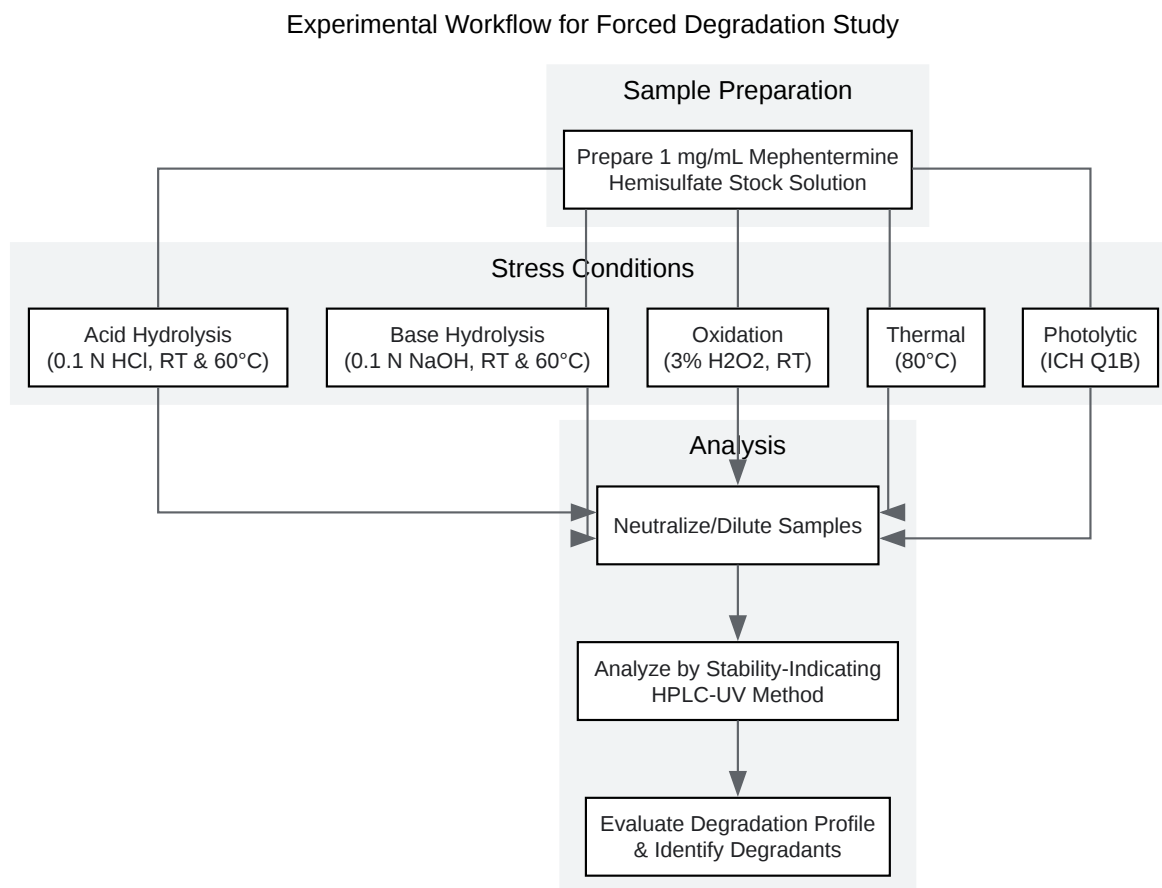 Experimental Workflow for Forced Degradation Study
Sample Preparation
Prepare 1 mg/mL Mephentermine
Hemisulfate Stock Solution
Stress Conditions
Acid Hydrolysis
(0.1 N HCl, RT & 60°C)
Base Hydrolysis
(0.1 N NaOH, RT & 60°C)
Oxidation
(3% H2O2, RT)
Thermal
(80°C)
Photolytic
(ICH Q1B)
Analysis
Neutralize/Dilute Samples
Analyze by Stability-Indicating
HPLC-UV Method
Evaluate Degradation Profile
& Identify Degradants